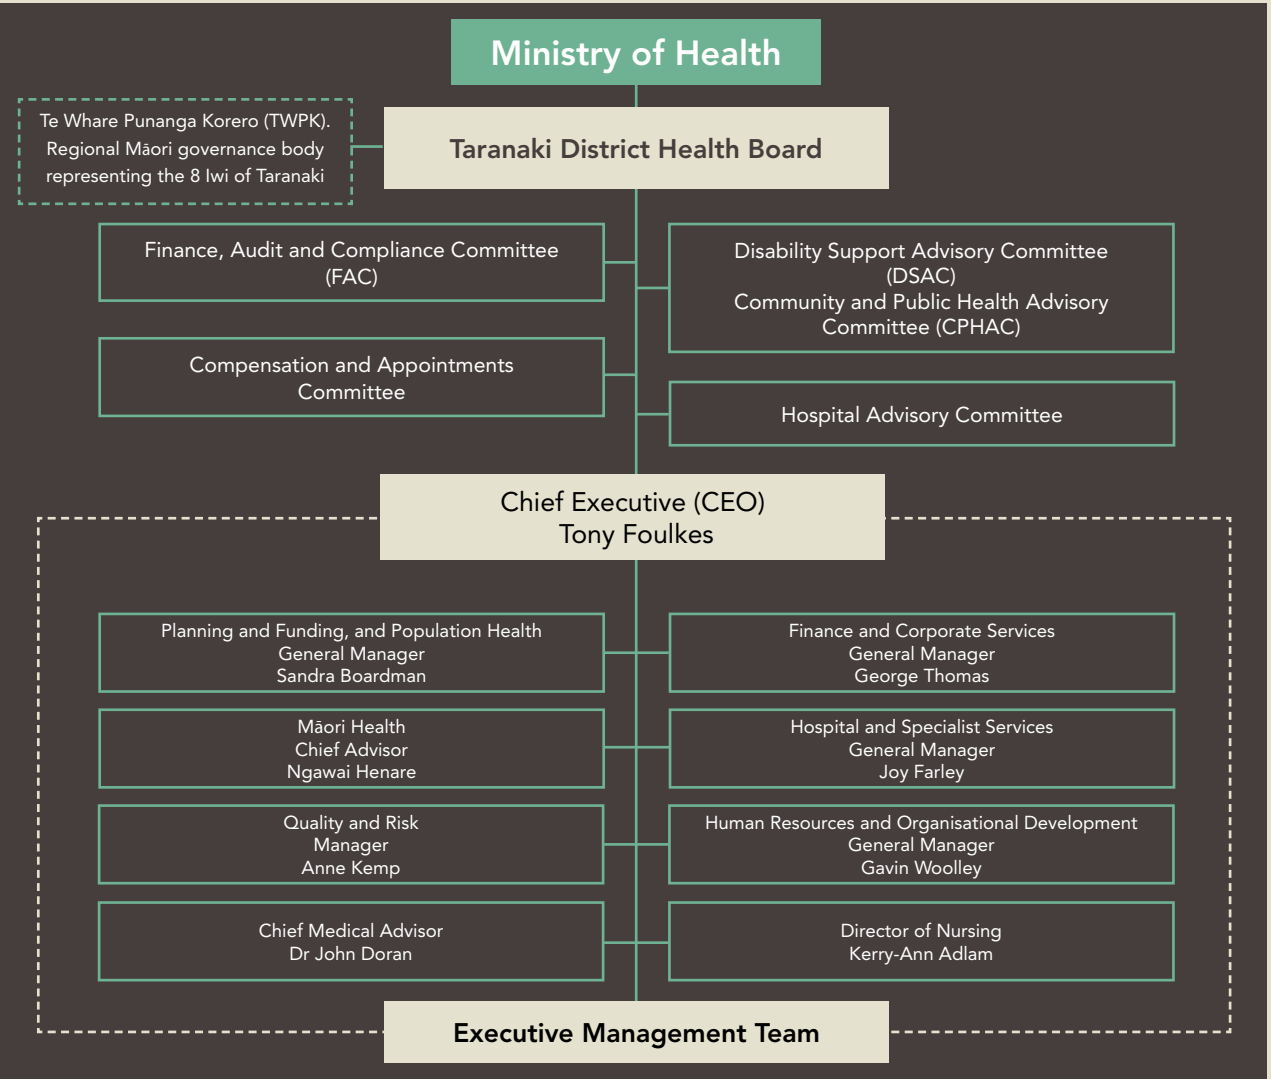 Ministry of Health
Te Whare Punanga Korero (TWPK).
Regional Māori governance body
representing the 8 Iwi of Taranaki
Taranaki District Health Board
Finance, Audit and Compliance Committee
(FAC)
Disability Support Advisory Committee
(DSAC)
Community and Public Health Advisory
Committee (CPHAC)
Compensation and Appointments
Committee
Hospital Advisory Committee
Chief Executive (CEO)
Tony Foulkes
Planning and Funding, and Population Health
General Manager
Sandra Boardman
Finance and Corporate Services
General Manager
George Thomas
Māori Health
Chief Advisor
Ngawai Henare
Hospital and Specialist Services
General Manager
Joy Farley
Quality and Risk
Manager
Anne Kemp
Human Resources and Organisational Development
General Manager
Gavin Woolley
Chief Medical Advisor
Dr John Doran
Director of Nursing
Kerry-Ann Adlam
Executive Management Team